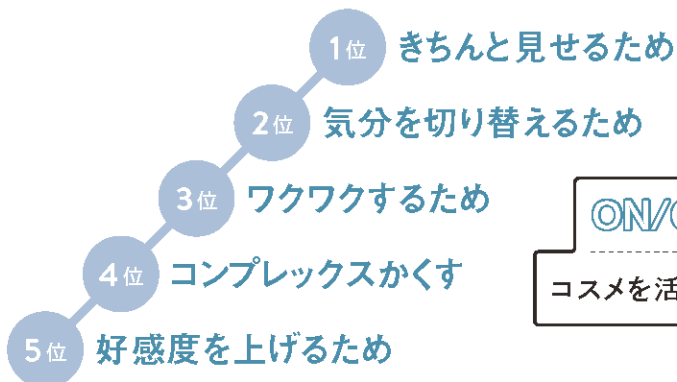 1位 きちんと見せるため
2位 気分を切り替えるため
3位 ワクワクするため
ON/
4位 コンプレックスかくす
コスメを活
5位 好感度を上げるため